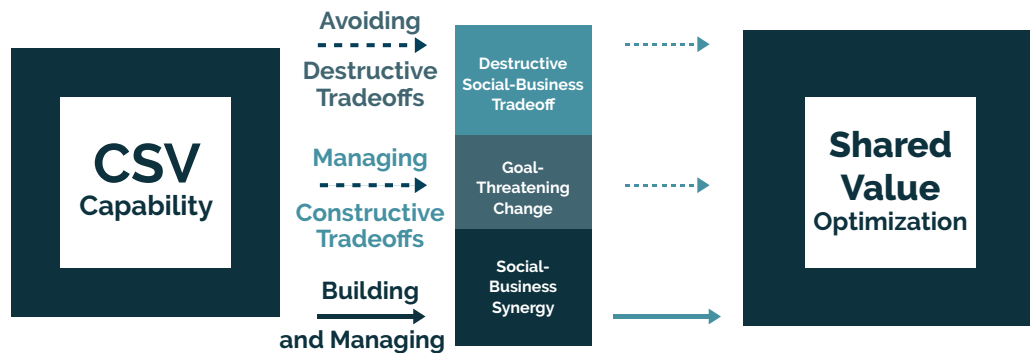 CSV
Capability
Avoiding
Destructive
Tradeoffs
Managing
Constructive
Tradeoffs
Building
and Managing
Destructive
Social-Business
Tradeoff
Goal-
Threatening
Change
Social-
Business
Synergy
Shared
Value
Optimization